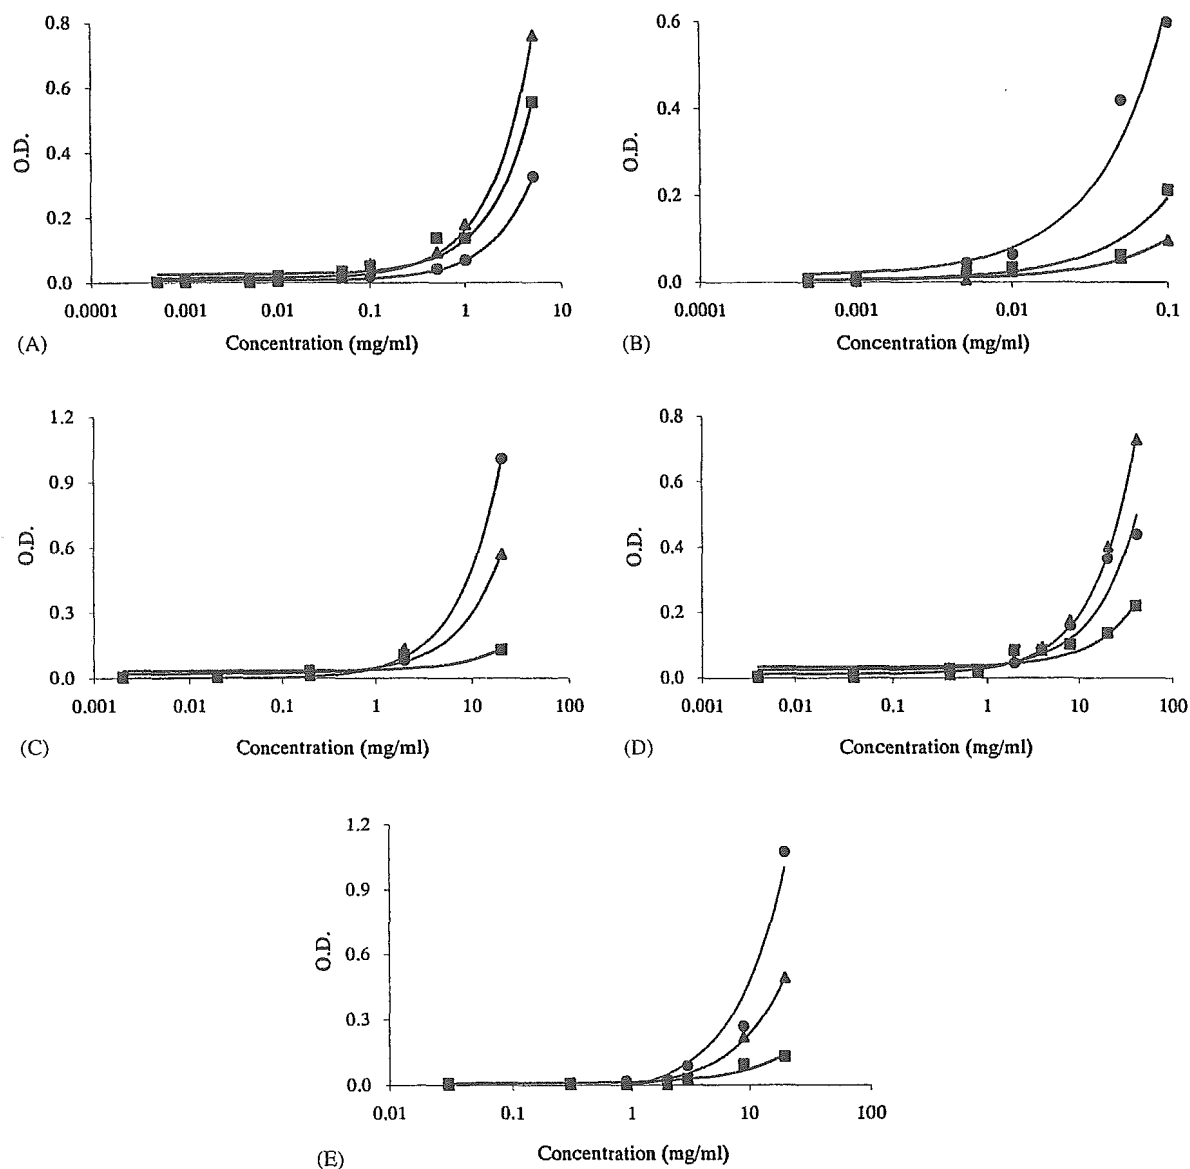 0.8
0.6
0.4
0.2
0.0
O.D.
0.0001 0.001 0.01 0.1 1 10
Concentration (mg/ml)
(A)
0.6
0.4
0.2
0.0
O.D.
0.0001 0.001 0.01 0.1
Concentration (mg/ml)
(B)
1.2
0.9
0.6
0.3
0.0
O.D.
0.001 0.01 0.1 1 10 100
Concentration (mg/ml)
(C)
0.8
0.6
0.4
0.2
0.0
O.D.
0.001 0.01 0.1 1 10 100
Concentration (mg/ml)
(D)
1.2
0.9
0.6
0.3
0.0
O.D.
0.01 0.1 1 10 100
Concentration (mg/ml)
(E)